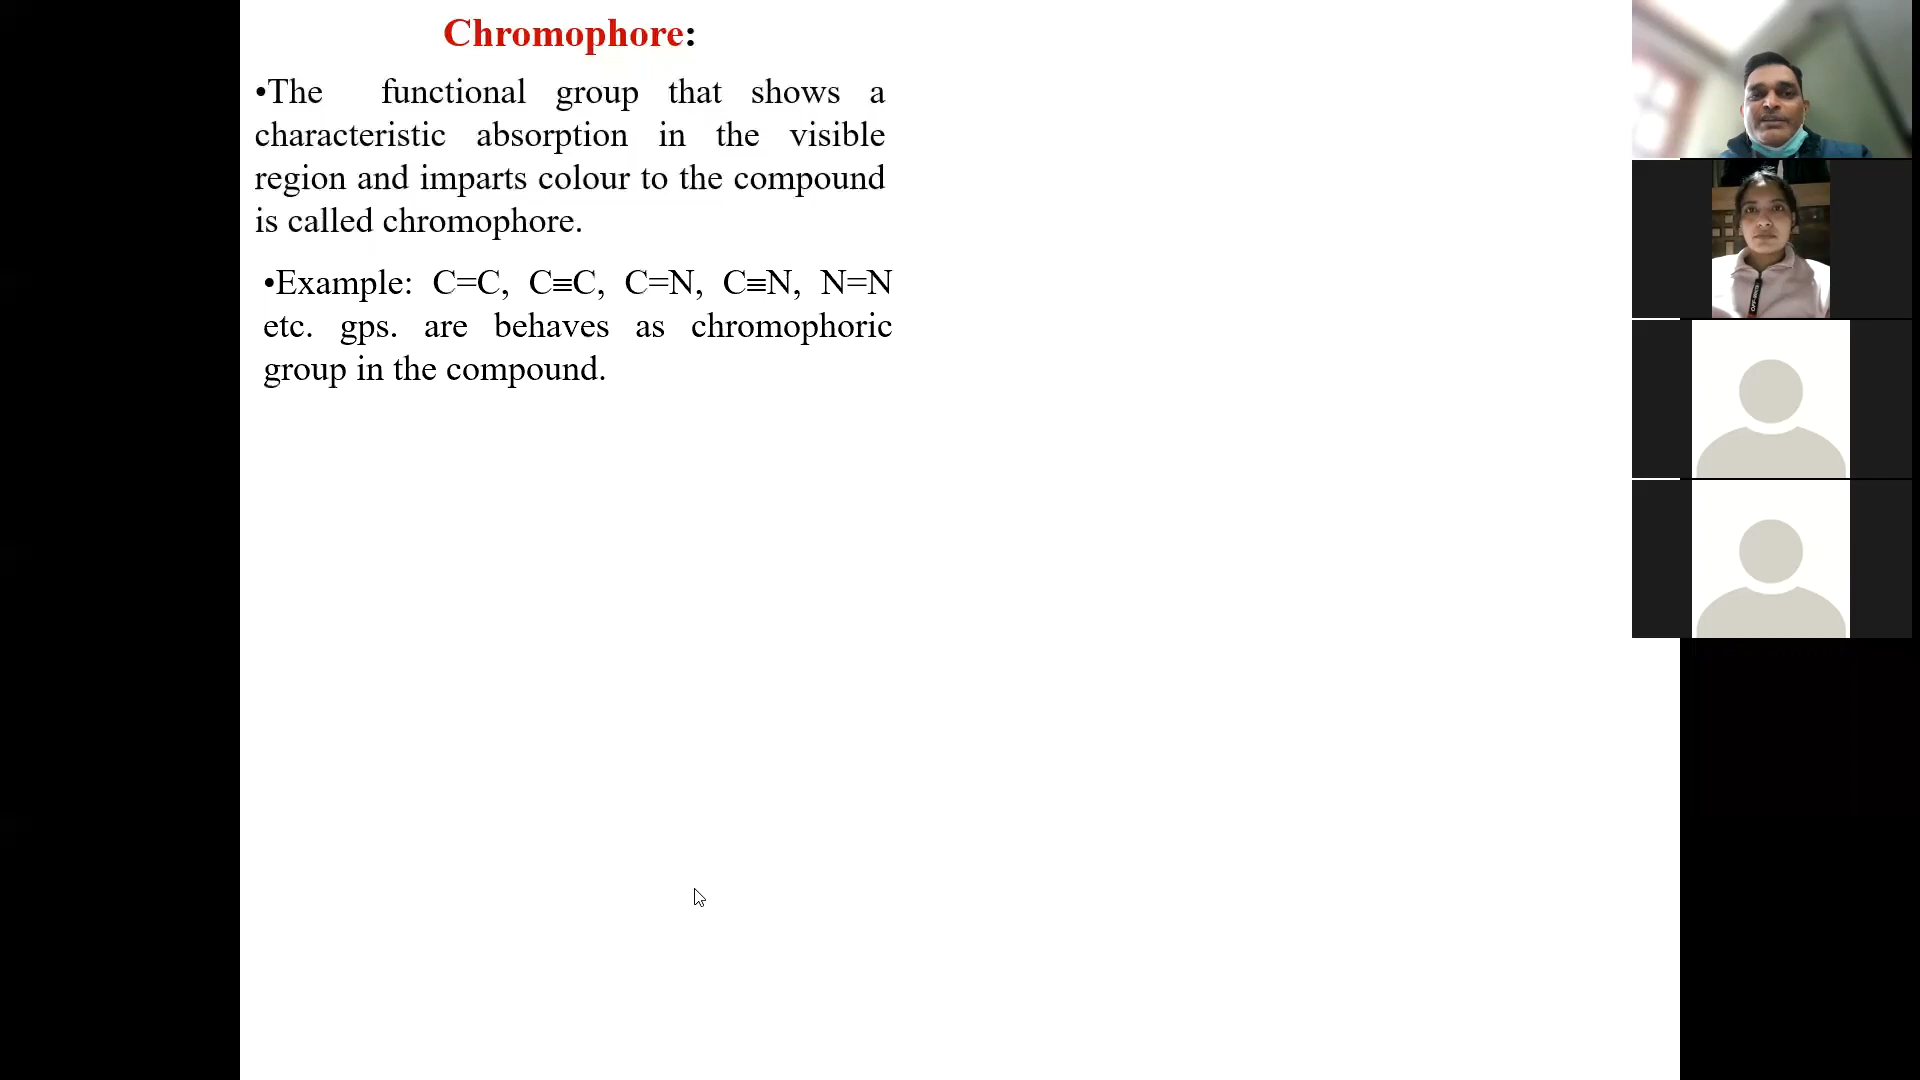 Chromophore:
•The functional group that shows a
characteristic absorption in the visible
region and imparts colour to the compound
is called chromophore.
•Example: C=C, C≡C, C=N, C≡N, N=N
etc. gps. are behaves as chromophoric
group in the compound.